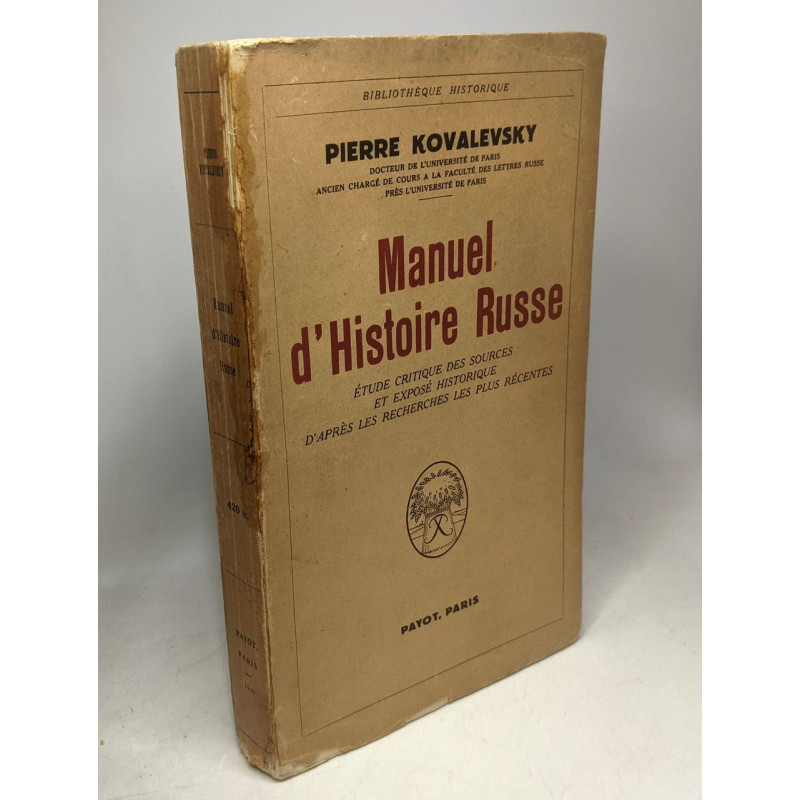 BIBLIOTHÈQUE HISTORIQUE
PIERRE KOVALEVSKY
DOCTEUR DE L'UNIVERSITÉ DE PARIS
ANCIEN CHARGÉ DE COURS A LA FACULTÉ DES LETTRES RUSSE
PRÈS L'UNIVERSITÉ DE PARIS
Manuel
d'Histoire Russe
ÉTUDE CRITIQUE DES SOURCES
ET EXPOSÉ HISTORIQUE
D'APRÈS LES RECHERCHES LES PLUS RÉCENTES
PAYOT, PARIS
Manuel
d'Histoire
Russe
PAYOT,
PARIS